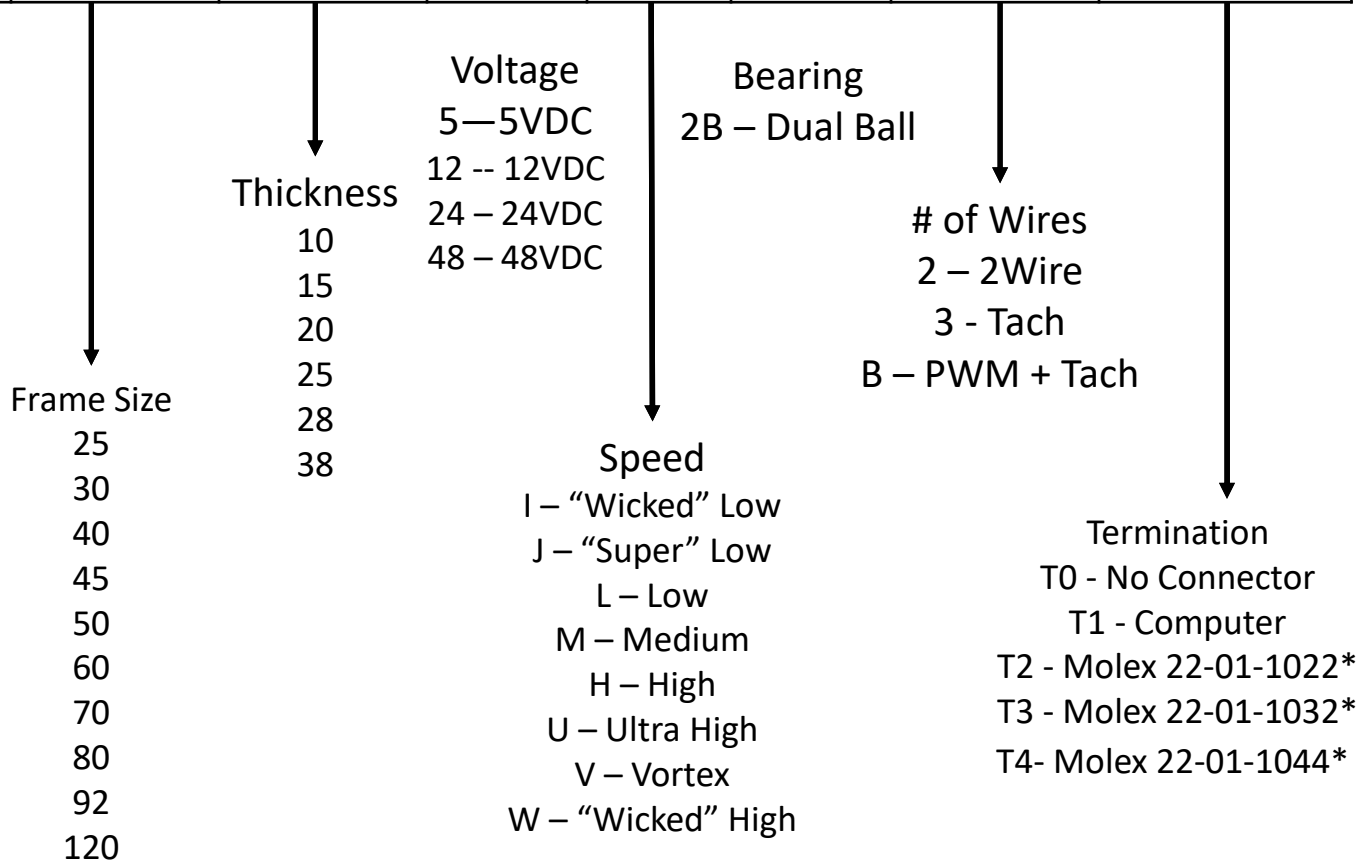 Voltage
5—5VDC
12 -- 12VDC
24 – 24VDC
48 – 48VDC
Bearing
2B – Dual Ball
Thickness
10
15
20
25
28
38
# of Wires
2 – 2Wire
3 - Tach
B – PWM + Tach
Frame Size
25
30
40
45
50
60
70
80
92
120
Speed
I – “Wicked” Low
J – “Super” Low
L – Low
M – Medium
H – High
U – Ultra High
V – Vortex
W – “Wicked” High
Termination
T0 - No Connector
T1 - Computer
T2 - Molex 22-01-1022*
T3 - Molex 22-01-1032*
T4- Molex 22-01-1044*